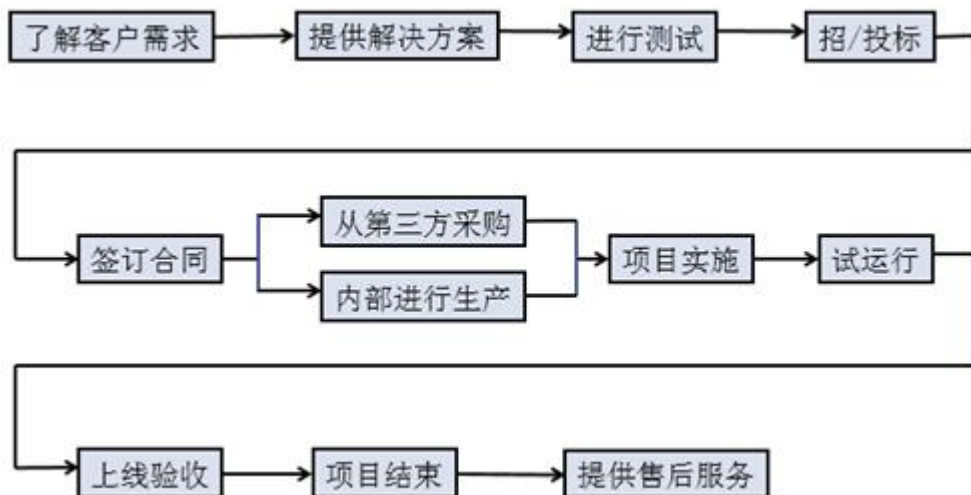 了解客户需求
提供解决方案
进行测试
招/投标
签订合同
从第三方采购
内部进行生产
项目实施
试运行
上线验收
项目结束
提供售后服务